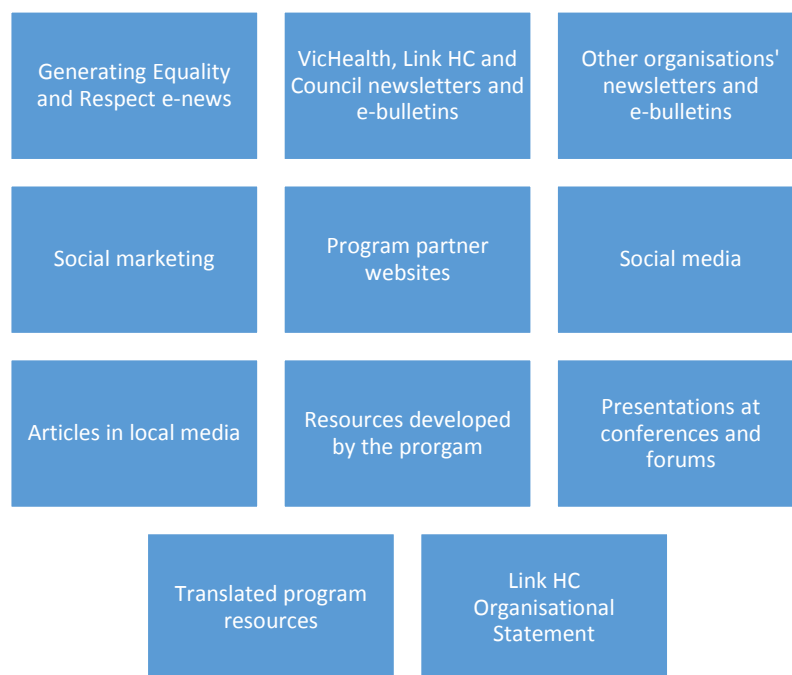 Generating Equality
and Respect e-news
VicHealth, Link HC and
Council newsletters and
e-bulletins
Other organisations'
newsletters and
e-bulletins
Social marketing
Program partner
websites
Social media
Articles in local media
Resources developed
by the prorgam
Presentations at
conferences and
forums
Translated program
resources
Link HC
Organisational
Statement